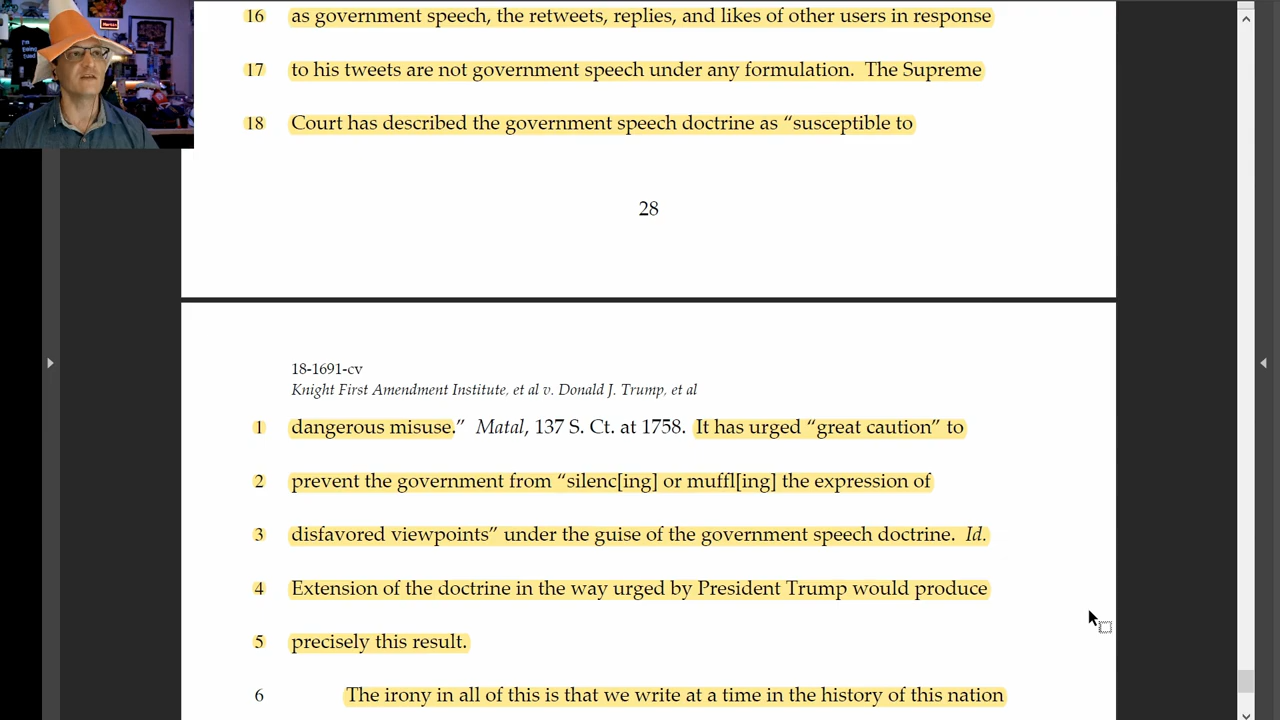 16 as government speech, the retweets, replies, and likes of other users in response
17 to his tweets are not government speech under any formulation. The Supreme
18 Court has described the government speech doctrine as “susceptible to
28
18-1691-cv
Knight First Amendment Institute, et al v. Donald J. Trump, et al
1 dangerous misuse.” Matal, 137 S. Ct. at 1758. It has urged “great caution” to
2 prevent the government from “silenc[ing] or muffl[ing] the expression of
3 disfavored viewpoints” under the guise of the government speech doctrine. Id.
4 Extension of the doctrine in the way urged by President Trump would produce
5 precisely this result.
6 The irony in all of this is that we write at a time in the history of this nation